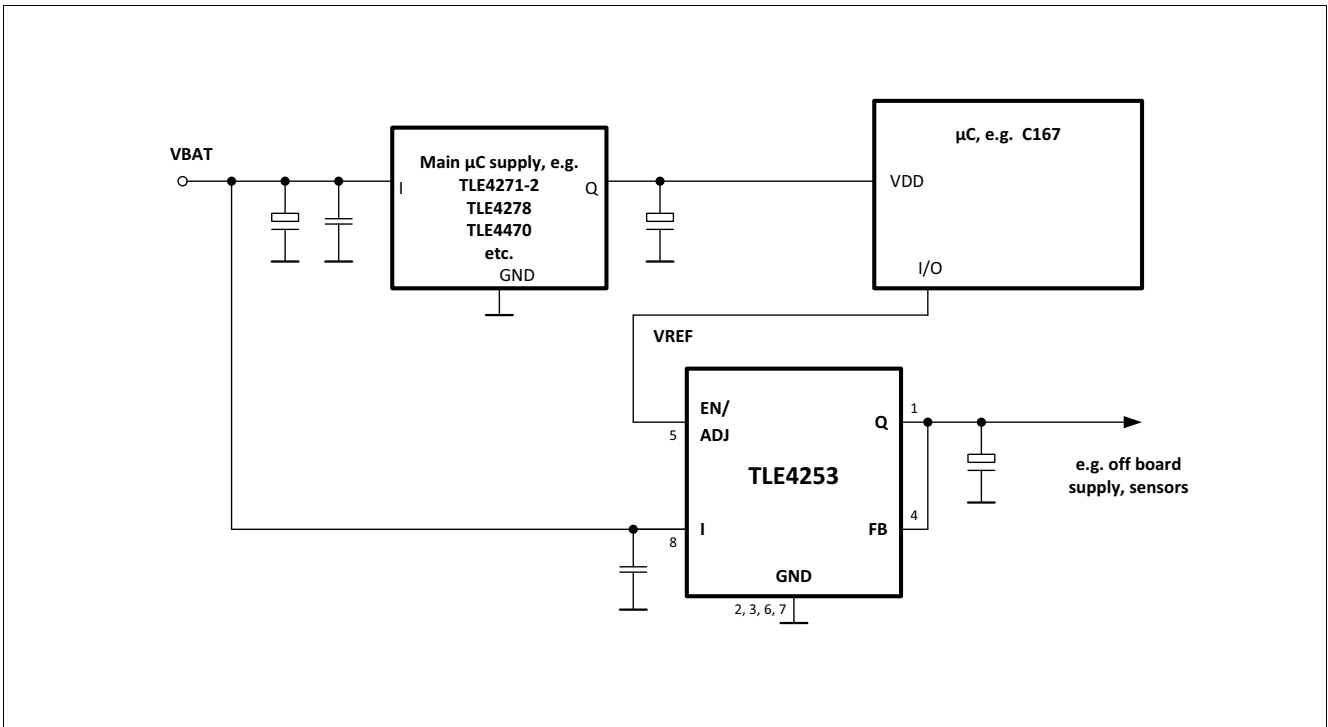 VBAT
I
Main µC supply, e.g.
TLE4271-2
TLE4278
TLE4470
etc.
GND
Q
µC, e.g. C167
VDD
I/O
VREF
EN/
ADJ
5
TLE4253
Q
1
I
8
FB
4
GND
2, 3, 6, 7
e.g. off board
supply, sensors